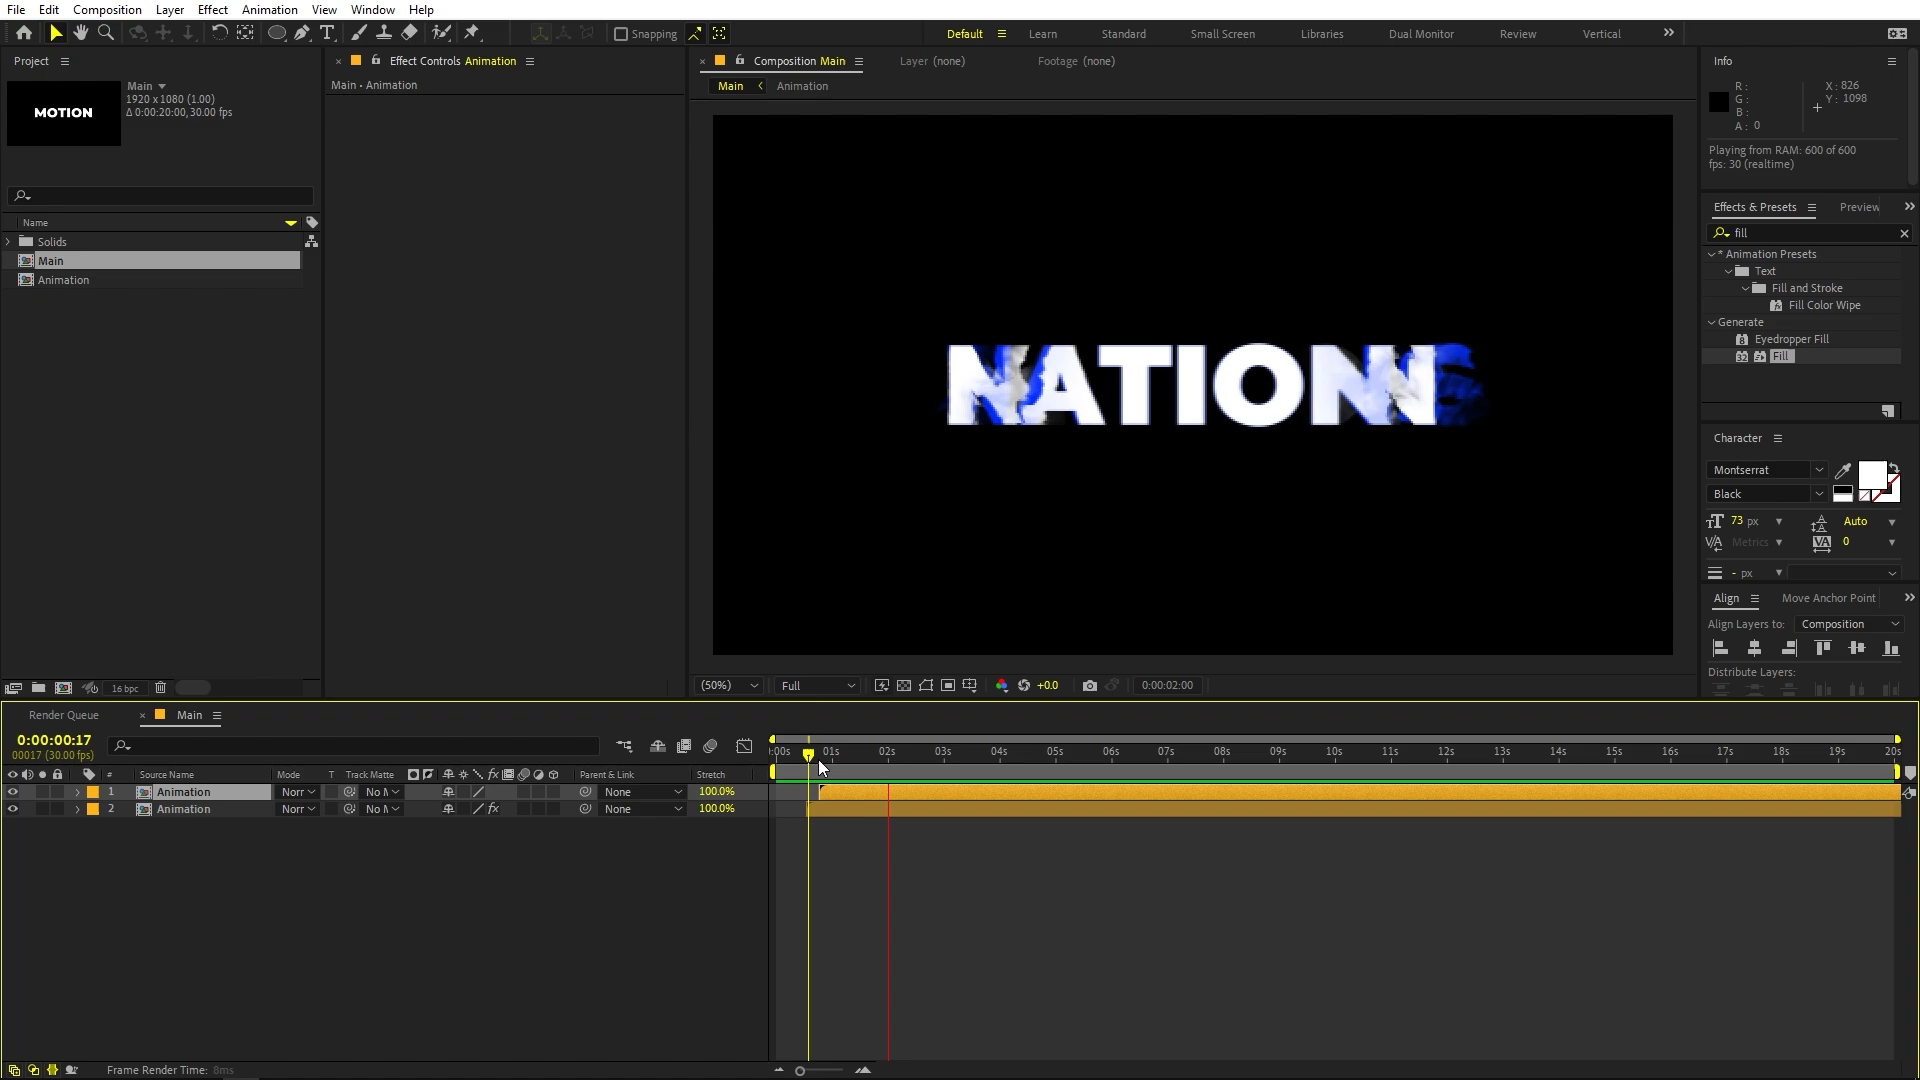 File Edit Composition Layer Effect Animation View Window Help
Snapping
Default Learn Standard Small Screen Libraries Dual Monitor Review Vertical
Project
Main
1920 x 1080 (1.00)
Δ 0:00:20:00, 30.00 fps
MOTION
Name
Solids
Main
Animation
16 bpc
Effect Controls Animation
Main • Animation
Composition Main
Layer (none)
Footage (none)
Main
Animation
NATION
(50%)
Full
+0.0
0:00:02:00
Info
R :
G :
B :
A : 0
X : 826
Y : 1098
Playing from RAM: 600 of 600
fps: 30 (realtime)
Effects & Presets
Preview
fill
* Animation Presets
Text
Fill and Stroke
Fill Color Wipe
Generate
Eyedropper Fill
Fill
Character
Montserrat
Black
73 px
Auto
Metrics
0
- px
Align
Move Anchor Point
Align Layers to: Composition
Distribute Layers:
Render Queue
Main
0:00:00:17
00017 (30.00 fps)
# Source Name Mode T Track Matte Parent & Link Stretch
1 Animation Norr No M None 100.0%
2 Animation Norr No M None 100.0%
:00s 01s 02s 03s 04s 05s 06s 07s 08s 09s 10s 11s 12s 13s 14s 15s 16s 17s 18s 19s 20s
Frame Render Time: 8ms